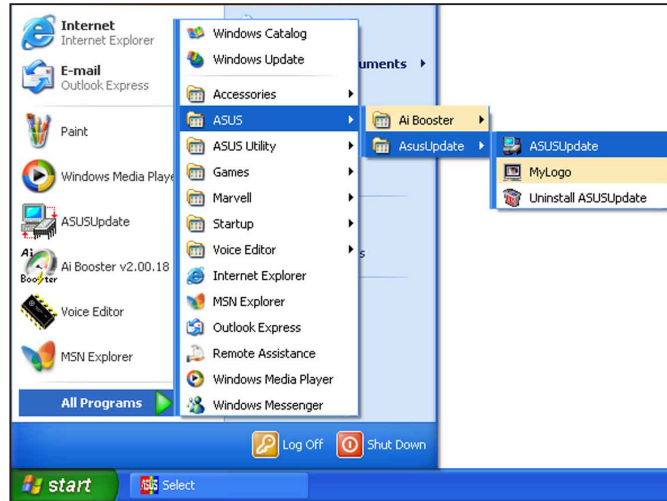 Internet
Internet Explorer
E-mail
Outlook Express
Paint
Windows Media Playe
ASUSUpdate
Ai Booster v2.00.18
Voice Editor
MSN Explorer
All Programs
Windows Catalog
Windows Update
Accessories
ASUS
ASUS Utility
Games
Marvell
Startup
Voice Editor
Internet Explorer
MSN Explorer
Outlook Express
Remote Assistance
Windows Media Player
Windows Messenger
uments
s
Ai Booster
AsusUpdate
ASUSUpdate
MyLogo
Uninstall ASUSUpdate
Log Off
Shut Down
start
Select